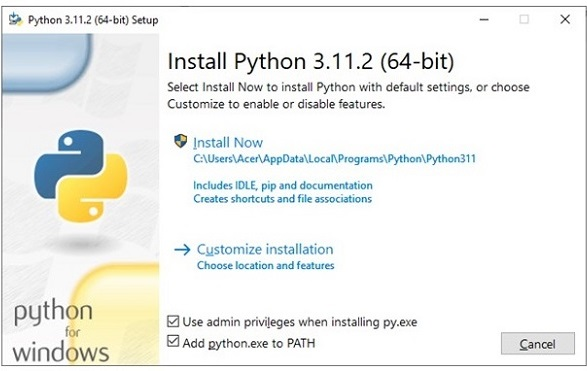 Python 3.11.2 (64-bit) Setup
Install Python 3.11.2 (64-bit)
Select Install Now to install Python with default settings, or choose
Customize to enable or disable features.
Install Now
C:\Users\Acer\AppData\Local\Programs\Python\Python311
Includes IDLE, pip and documentation
Creates shortcuts and file associations
Customize installation
Choose location and features
python
for
windows
Use admin privileges when installing py.exe
Add python.exe to PATH
Cancel